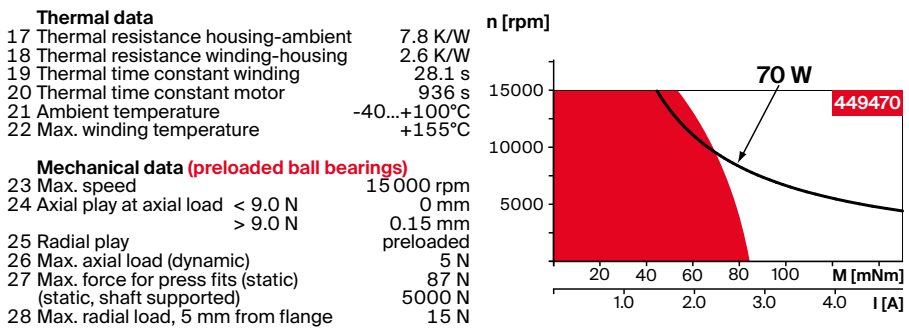 Thermal data
17 Thermal resistance housing-ambient 7.8 K/W
18 Thermal resistance winding-housing 2.6 K/W
19 Thermal time constant winding 28.1 s
20 Thermal time constant motor 936 s
21 Ambient temperature -40...+100°C
22 Max. winding temperature +155°C
Mechanical data (preloaded ball bearings)
23 Max. speed 15000 rpm
24 Axial play at axial load < 9.0 N 0 mm
> 9.0 N 0.15 mm
25 Radial play preloaded
26 Max. axial load (dynamic) 5 N
27 Max. force for press fits (static) 87 N
(static, shaft supported) 5000 N
28 Max. radial load, 5 mm from flange 15 N
n [rpm]
70 W
15000
449470
10000
5000
20 40 60 80 100 M [mNm]
1.0 2.0 3.0 4.0 I [A]